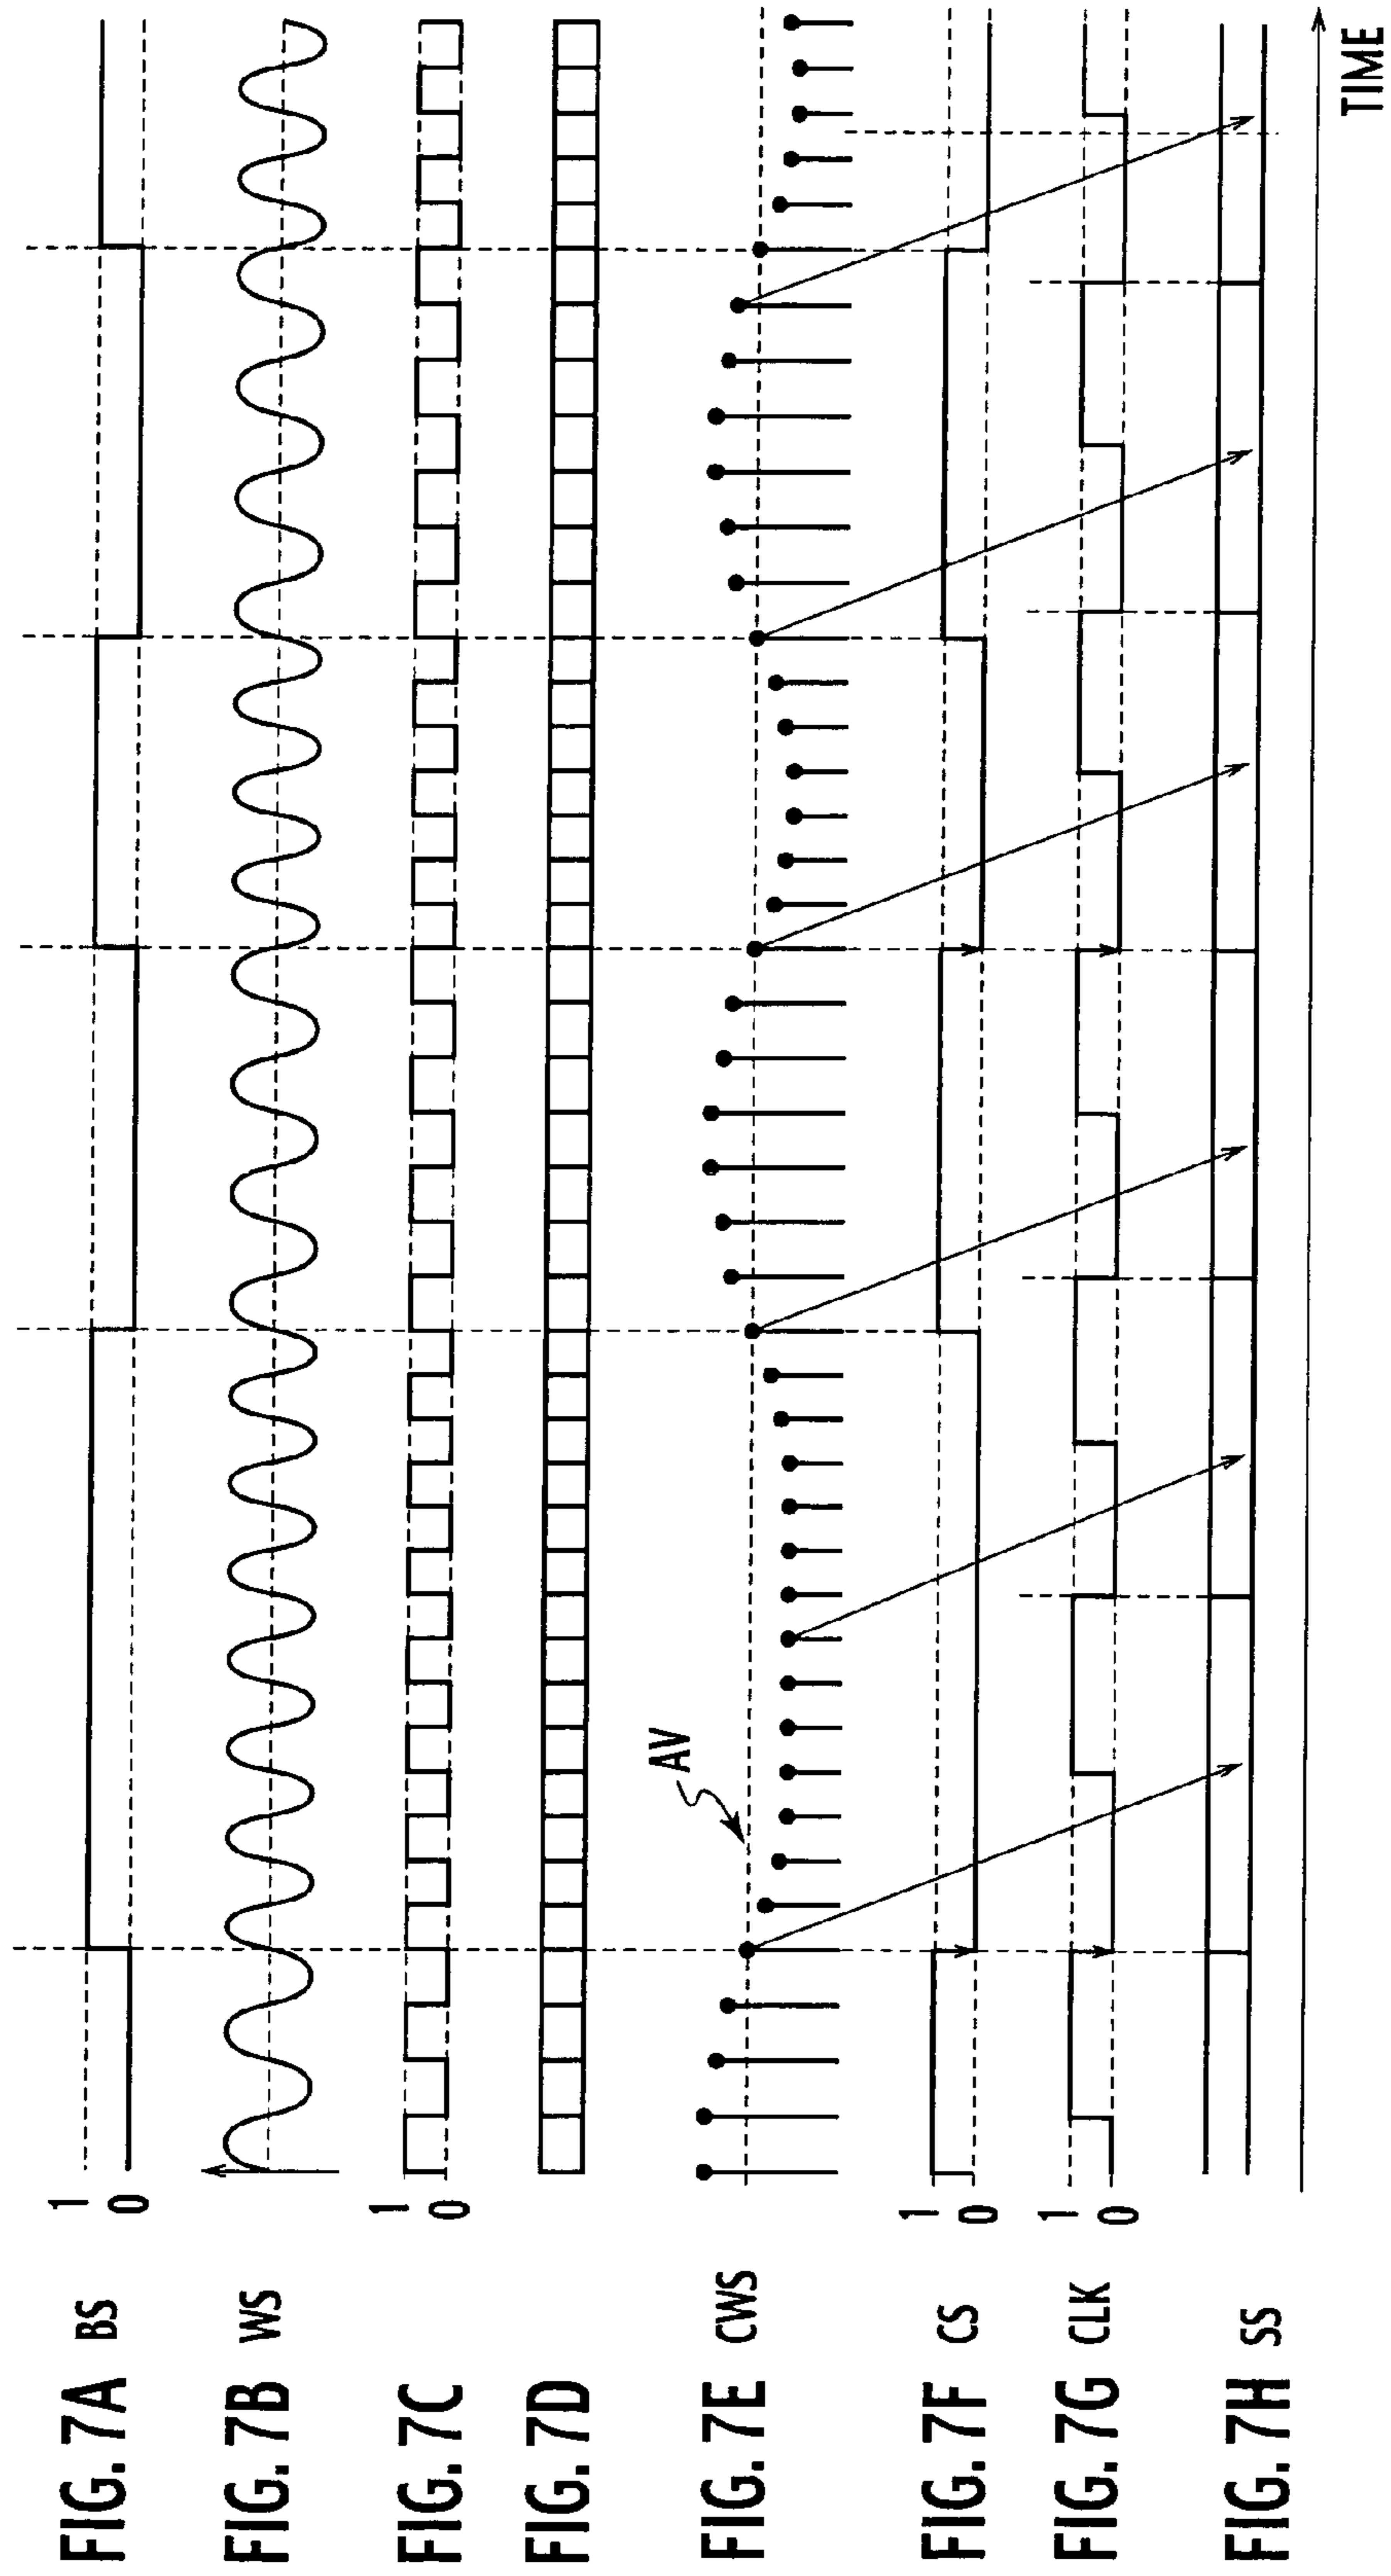 FIG. 7A BS 1 0
FIG. 7B WS
FIG. 7C 1 0
FIG. 7D
FIG. 7E CWS AV
FIG. 7F CS 1 0
FIG. 7G CLK 1 0
FIG. 7H SS
TIME